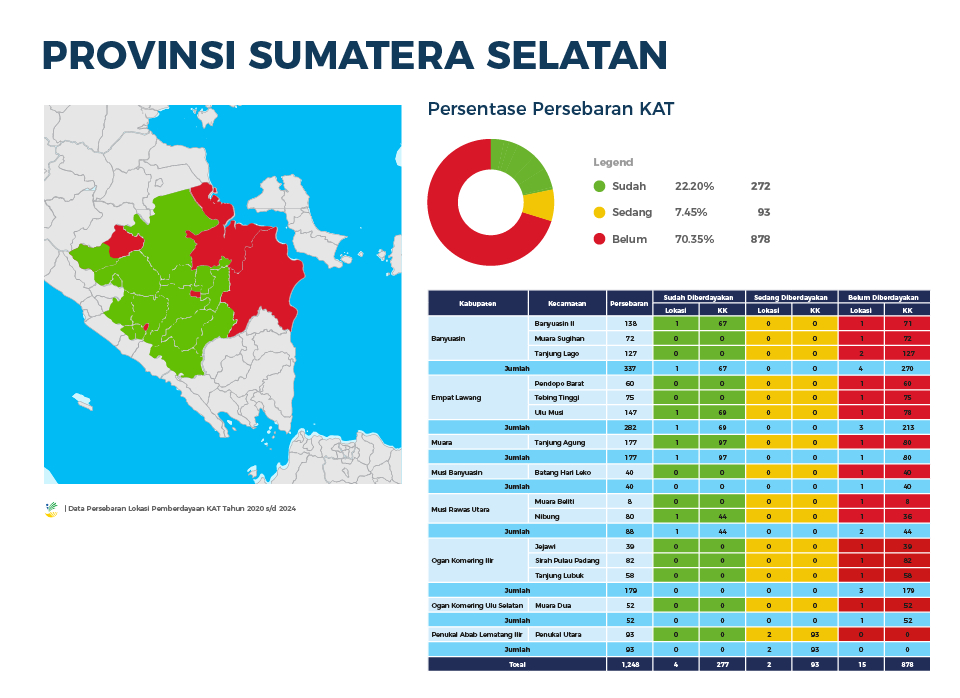 PROVINSI SUMATERA SELATAN
Persentase Persebaran KAT
Legend
Sudah 22.20% 272
Sedang 7.45% 93
Belum 70.35% 878
| Data Persebaran Lokasi Pemberdayaan KAT Tahun 2020 s/d 2024
Kabupaten Kecamasan Persebaran Sudah Diberdayakan Sedang Diberdayakan Belum Diberdayakan
Lokasi KK Lokasi KK Lokasi KK
Banyuasin Banyuasin II 138 1 67 0 0 1 71
Muara Sugihan 72 0 0 0 0 1 72
Tanjung Lago 127 0 0 0 0 2 127
Jumlah 337 1 67 0 0 4 270
Empat Lawang Pendopo Barat 60 0 0 0 0 1 60
Tebing Tinggi 75 0 0 0 0 1 75
Ulu Musi 147 1 69 0 0 1 78
Jumlah 282 1 69 0 0 3 213
Muara Tanjung Agung 177 1 97 0 0 1 80
Jumlah 177 1 97 0 0 1 80
Musi Banyuasin Batang Hari Leko 40 0 0 0 0 1 40
Jumlah 40 0 0 0 0 1 40
Musi Rawas Utara Muara Beliti 8 0 0 0 0 1 8
Nibung 80 1 44 0 0 1 36
Jumlah 88 1 44 0 0 2 44
Ogan Komering Ilir Jejawi 39 0 0 0 0 1 39
Sirah Pulau Padang 82 0 0 0 0 1 82
Tanjung Lubuk 58 0 0 0 0 1 58
Jumlah 179 0 0 0 0 3 179
Ogan Komering Ulu Selatan Muara Dua 52 0 0 0 0 1 52
Jumlah 52 0 0 0 0 1 52
Penukal Abab Lematang Ilir Penukal Utara 93 0 0 2 93 0 0
Jumlah 93 0 0 2 93 0 0
Total 1,248 4 277 2 93 15 878